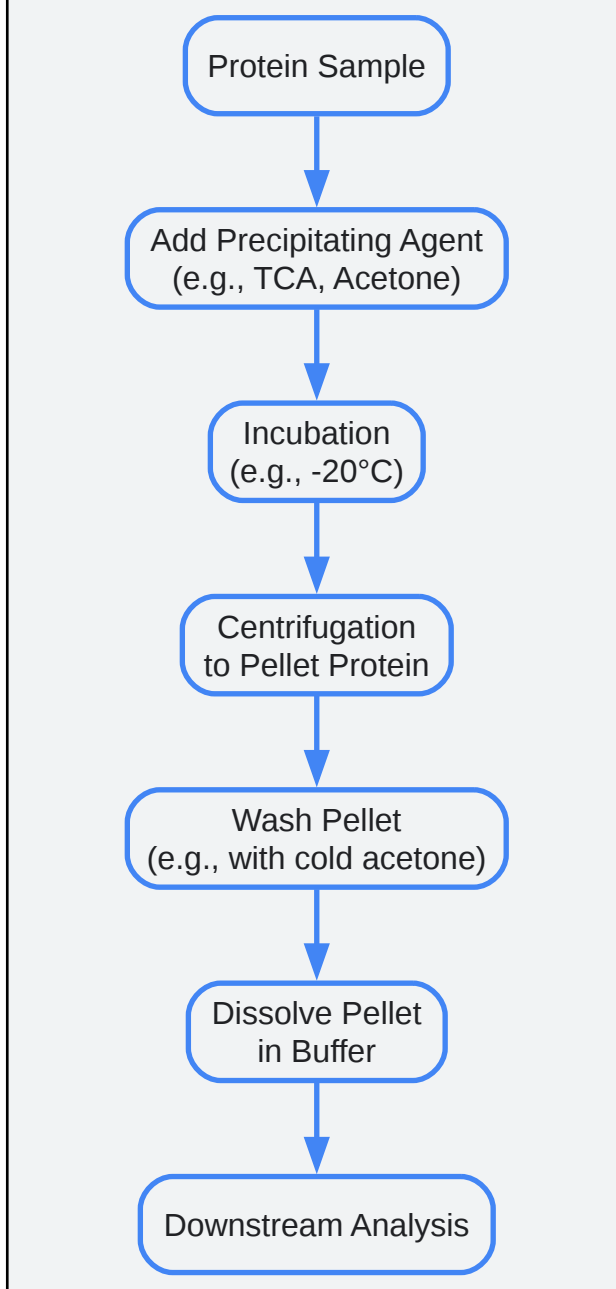 Protein Sample
Add Precipitating Agent
(e.g., TCA, Acetone)
Incubation
(e.g., -20°C)
Centrifugation
to Pellet Protein
Wash Pellet
(e.g., with cold acetone)
Dissolve Pellet
in Buffer
Downstream Analysis